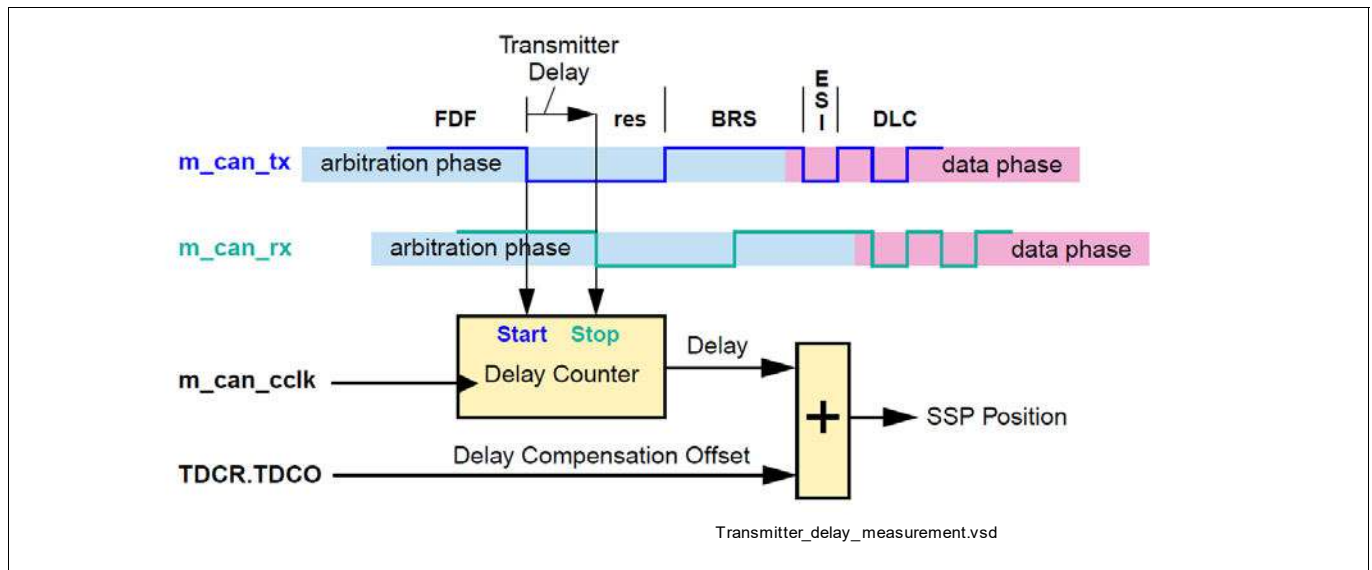 Transmitter
Delay
FDF
res
BRS
E
S
I
DLC
m_can_tx
arbitration phase
data phase
m_can_rx
arbitration phase
data phase
Start Stop
Delay Counter
m_can_cclk
Delay
+
SSP Position
Delay Compensation Offset
TDCR.TDCO
Transmitter_delay_measurement.vsd